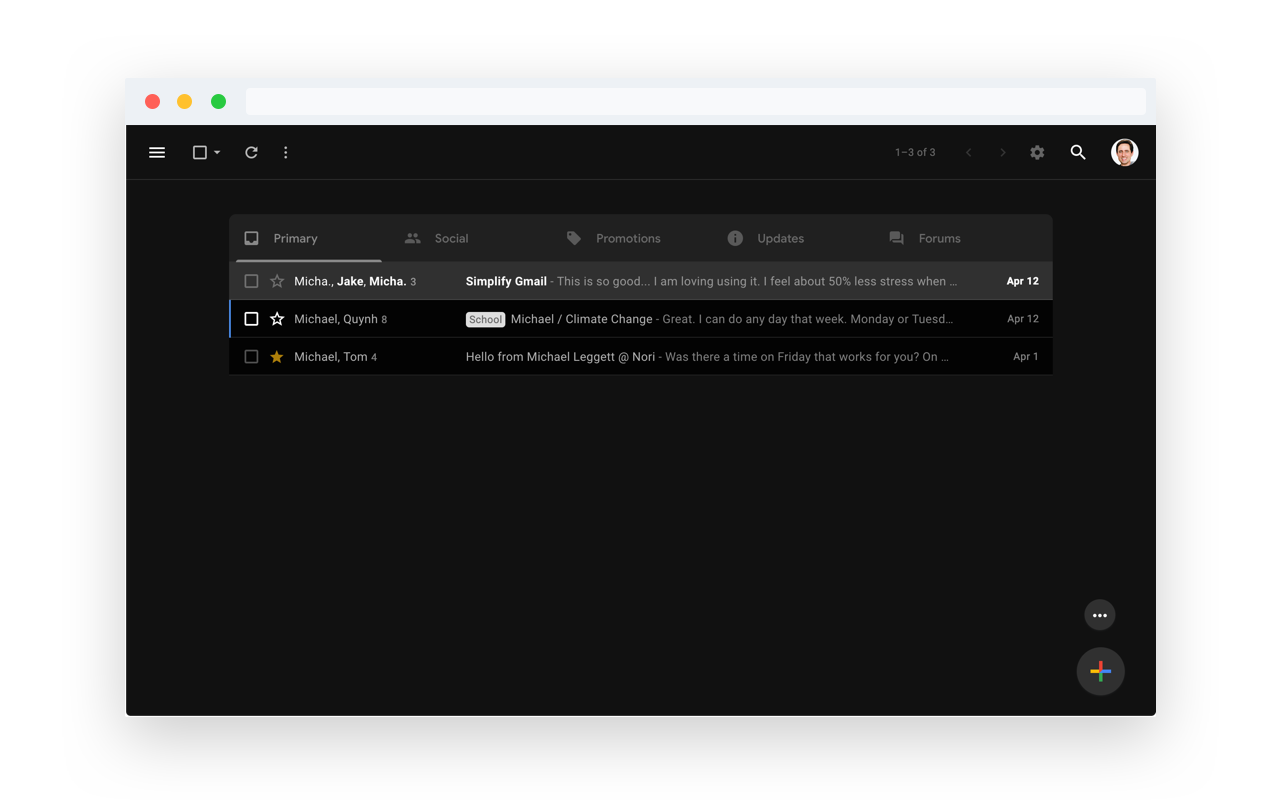 1–3 of 3
Primary Social Promotions Updates Forums
Micha., Jake, Micha. 3 Simplify Gmail - This is so good... I am loving using it. I feel about 50% less stress when … Apr 12
Michael, Quynh 8 School Michael / Climate Change - Great. I can do any day that week. Monday or Tuesd… Apr 12
Michael, Tom 4 Hello from Michael Leggett @ Nori - Was there a time on Friday that works for you? On … Apr 1